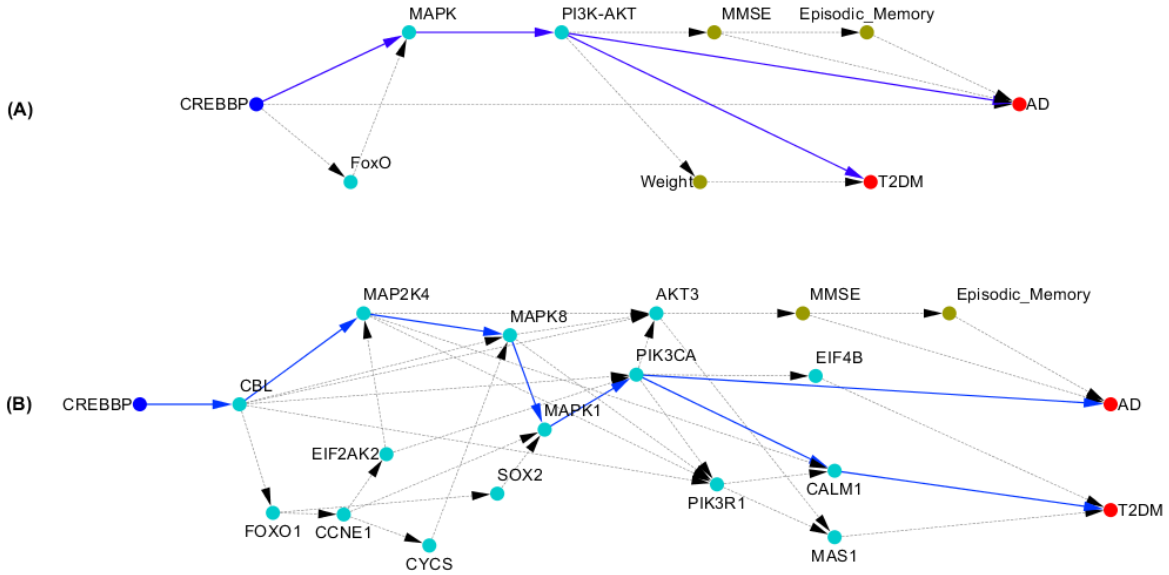 MAPK
PI3K-AKT
MMSE
Episodic_Memory
(A)
CREBBP
AD
FoxO
Weight
T2DM
MAP2K4
AKT3
MMSE
Episodic_Memory
MAPK8
PIK3CA
EIF4B
CBL
(B)
CREBBP
AD
MAPK1
EIF2AK2
SOX2
CALM1
PIK3R1
T2DM
FOXO1
CCNE1
MAS1
CYCS